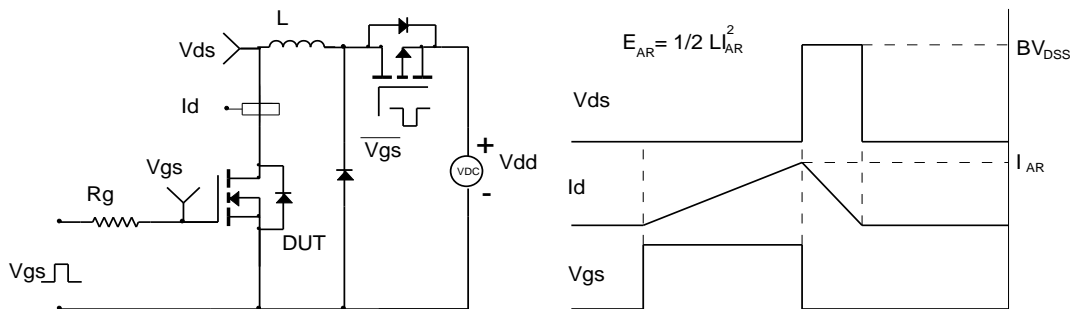 L
Vds
Id
Vgs
Rg
DUT
Vgs
Vgs
+
VDC
Vdd
-
E_AR = 1/2 LI_AR^2
BV_DSS
Vds
I_AR
Id
Vgs